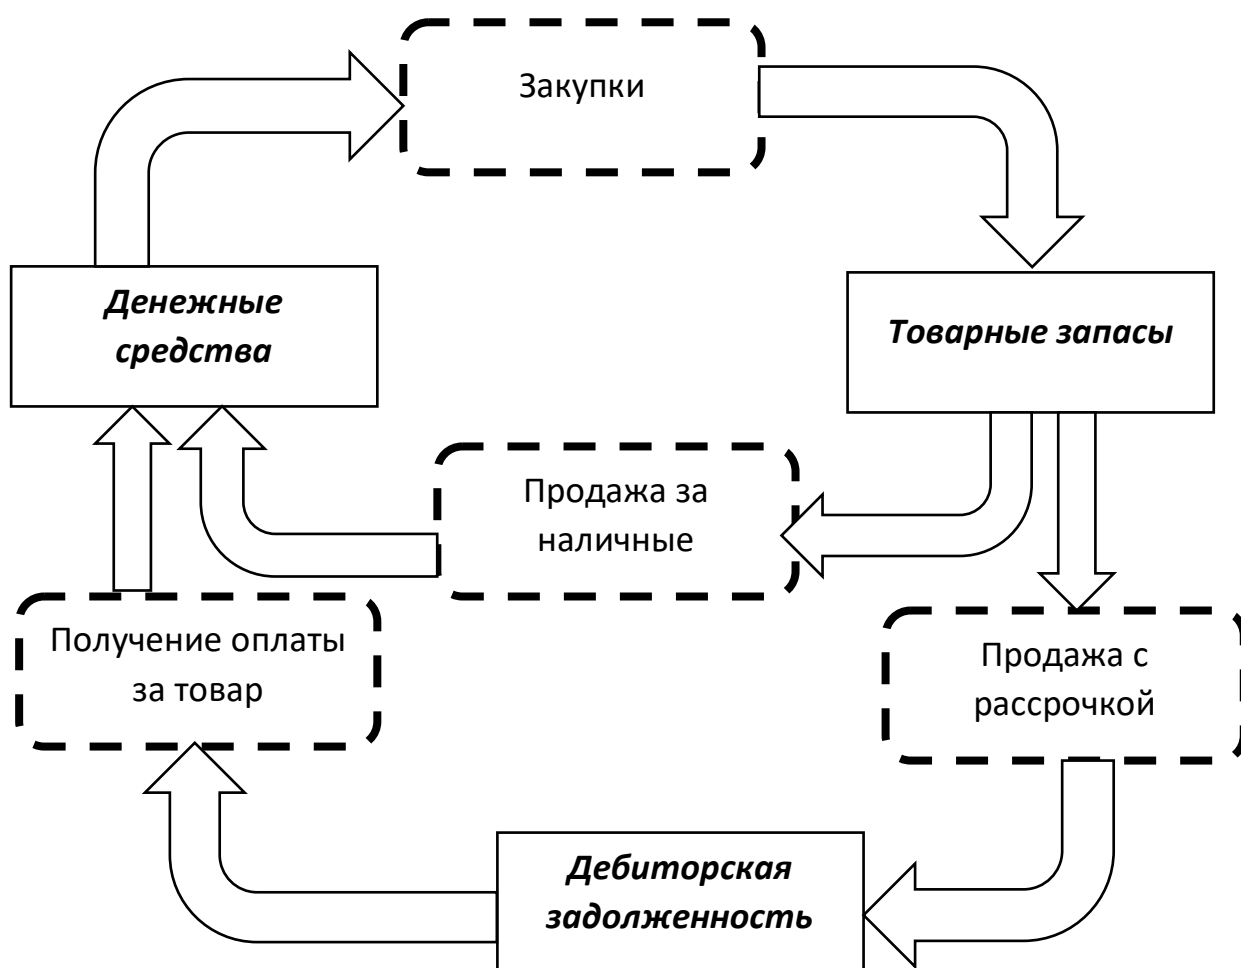 Закупки
Денежные
средства
Товарные запасы
Продажа за
наличные
Получение оплаты
за товар
Продажа с
рассрочкой
Дебиторская
задолженность